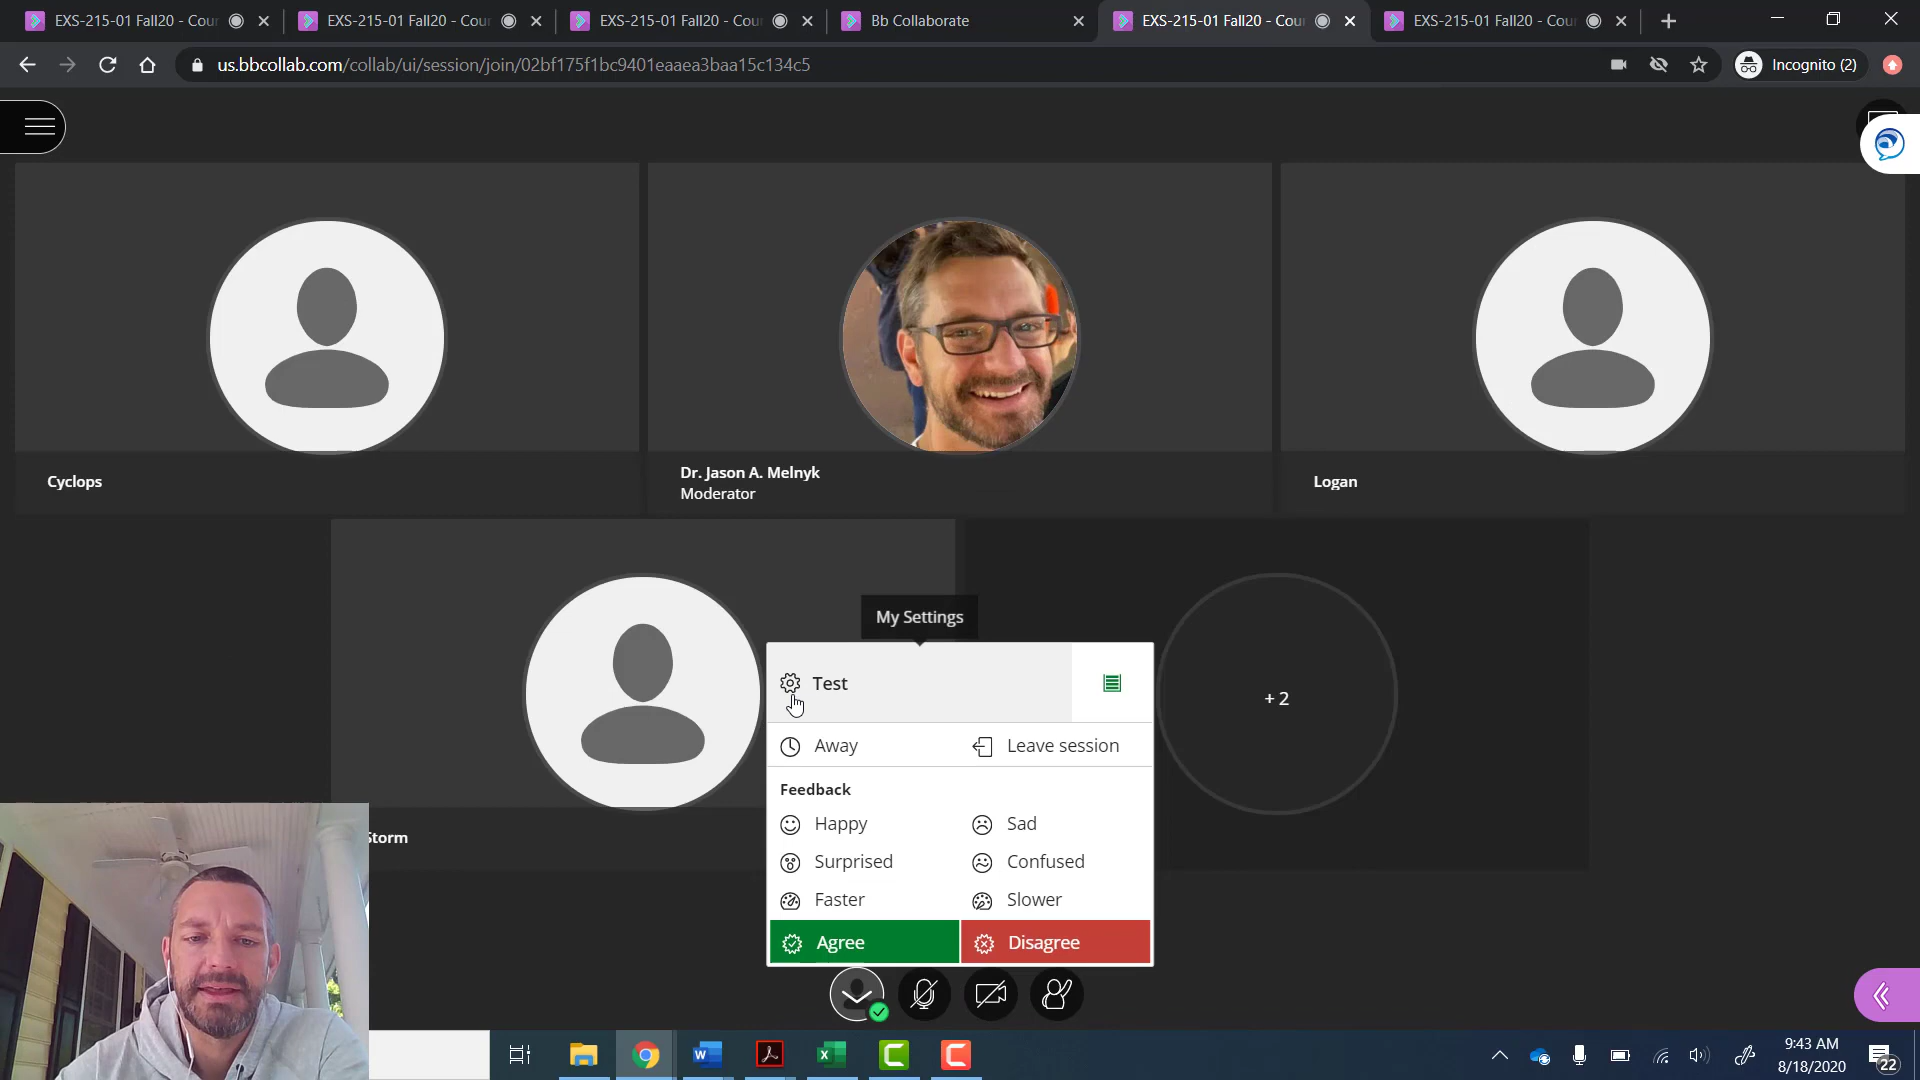 EXS-215-01 Fall20 - Cou
EXS-215-01 Fall20 - Cou
EXS-215-01 Fall20 - Cou
Bb Collaborate
EXS-215-01 Fall20 - Cou
EXS-215-01 Fall20 - Cou
us.bbcollab.com/collab/ui/session/join/02bf175f1bc9401eaaea3baa15c134c5
Incognito (2)
Cyclops
Dr. Jason A. Melnyk
Moderator
Logan
My Settings
Test
+ 2
Away
Leave session
Feedback
Happy
Sad
Storm
Surprised
Confused
Faster
Slower
Agree
Disagree
9:43 AM
8/18/2020
22